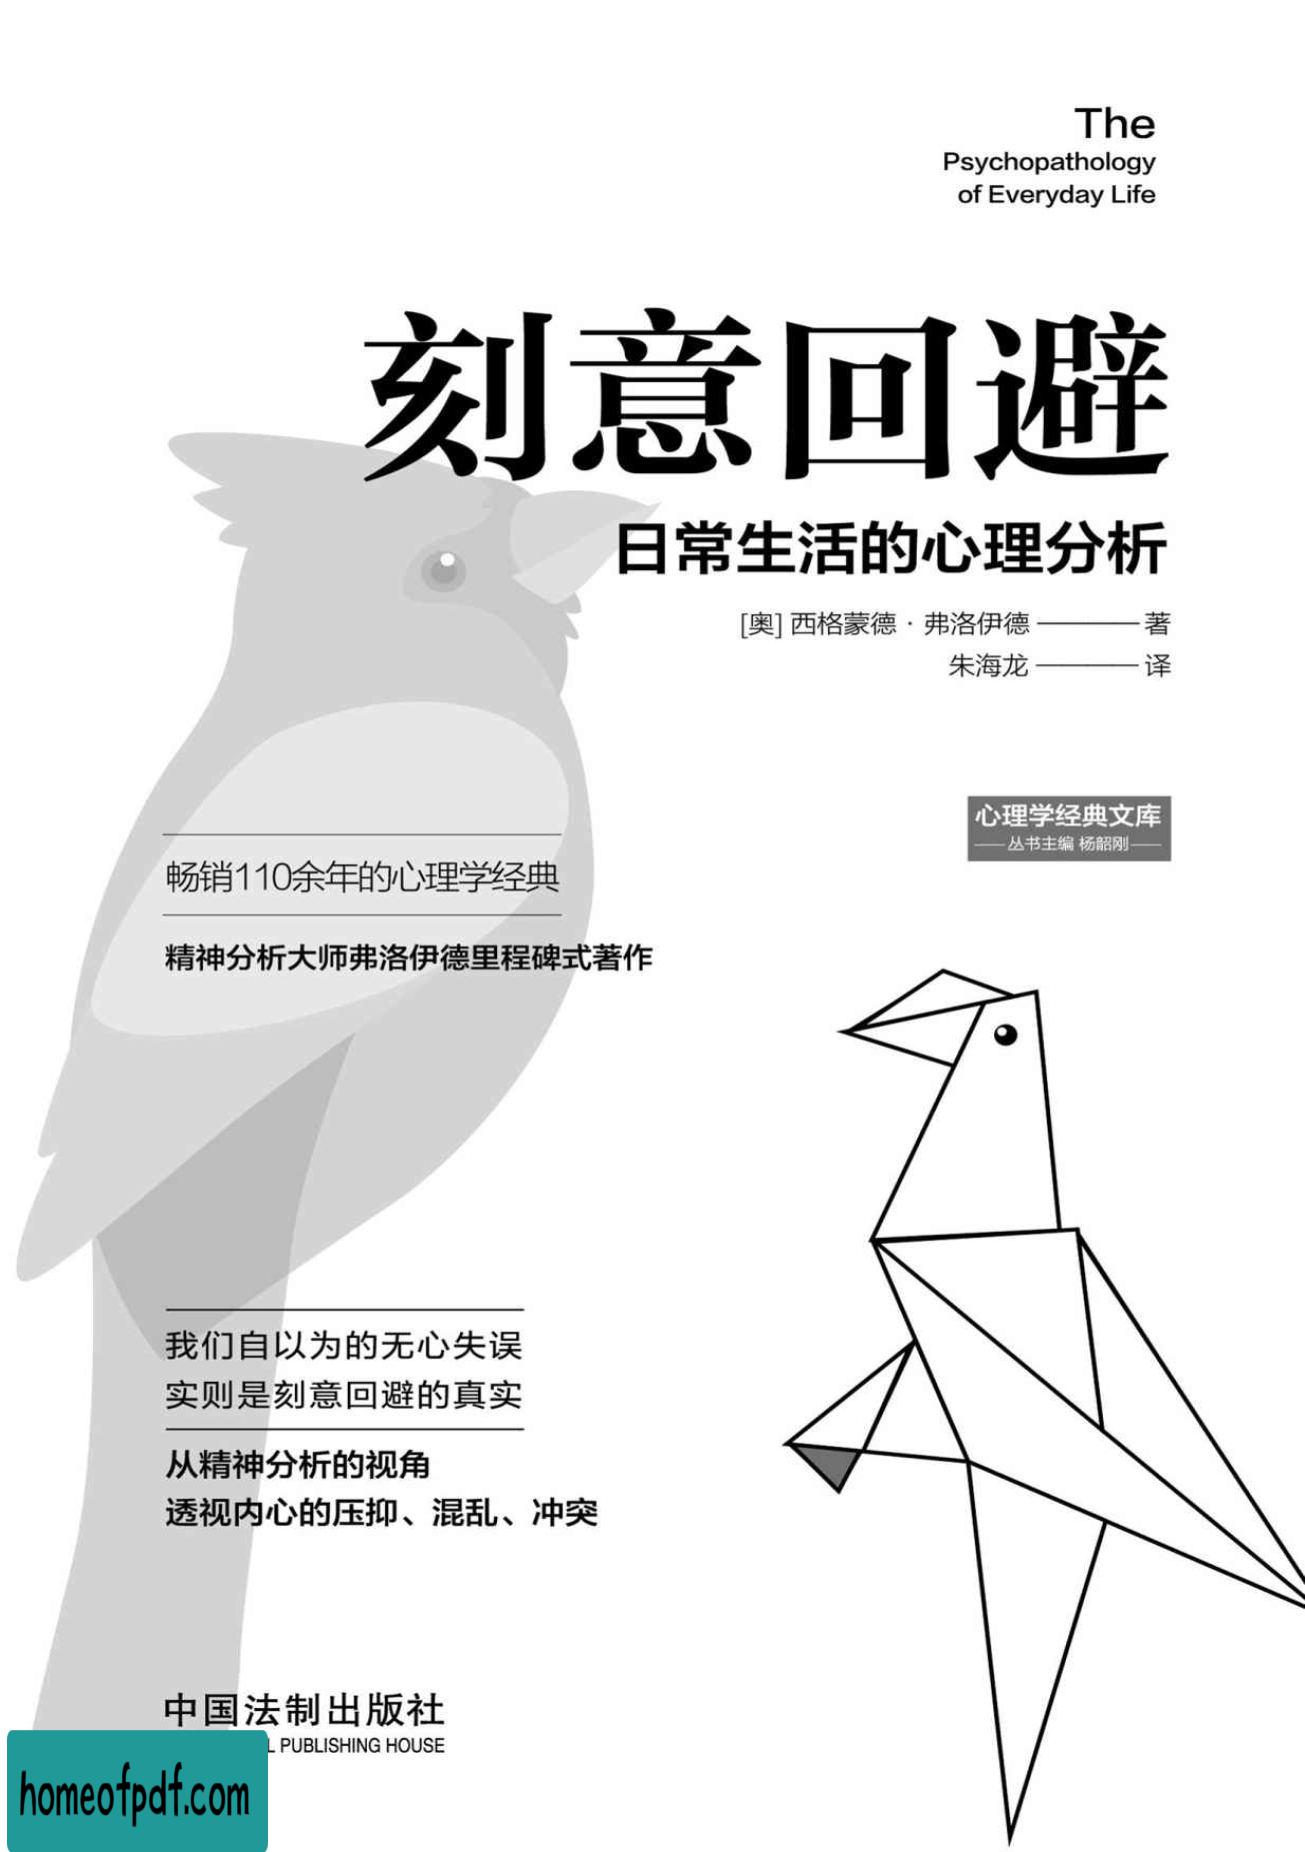 The
Psychopathology
of Everyday Life
刻意回避
日常生活的心理分析
[奥] 西格蒙德·弗洛伊德 ———— 著
朱海龙 ———— 译
心理学经典文库
——丛书主编 杨韶刚——
畅销110余年的心理学经典
精神分析大师弗洛伊德里程碑式著作
我们自以为的无心失误
实则是刻意回避的真实
从精神分析的视角
透视内心的压抑、混乱、冲突
中国法制出版社
L PUBLISHING HOUSE
homeofpdf.com